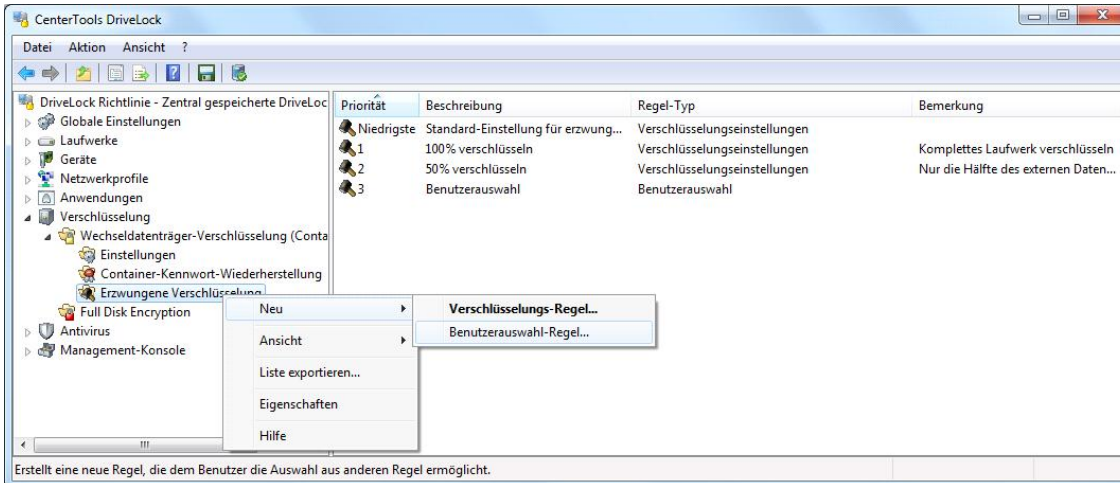 CenterTools DriveLock
Datei Aktion Ansicht ?
DriveLock Richtlinie - Zentral gespeicherte DriveLoc
Globale Einstellungen
Laufwerke
Geräte
Netzwerkprofile
Anwendungen
Verschlüsselung
Wechseldatenträger-Verschlüsselung (Conta
Einstellungen
Container-Kennwort-Wiederherstellung
Erzwungene Verschlüsselung
Full Disk Encryption
Antivirus
Management-Konsole
Priorität Beschreibung Regel-Typ Bemerkung
Niedrigste Standard-Einstellung für erzwung... Verschlüsselungseinstellungen
1 100% verschlüsseln Verschlüsselungseinstellungen Komplettes Laufwerk verschlüsseln
2 50% verschlüsseln Verschlüsselungseinstellungen Nur die Hälfte des externen Daten...
3 Benutzerauswahl Benutzerauswahl
Neu
Ansicht
Liste exportieren...
Eigenschaften
Hilfe
Verschlüsselungs-Regel...
Benutzerauswahl-Regel...
Erstellt eine neue Regel, die dem Benutzer die Auswahl aus anderen Regel ermöglicht.